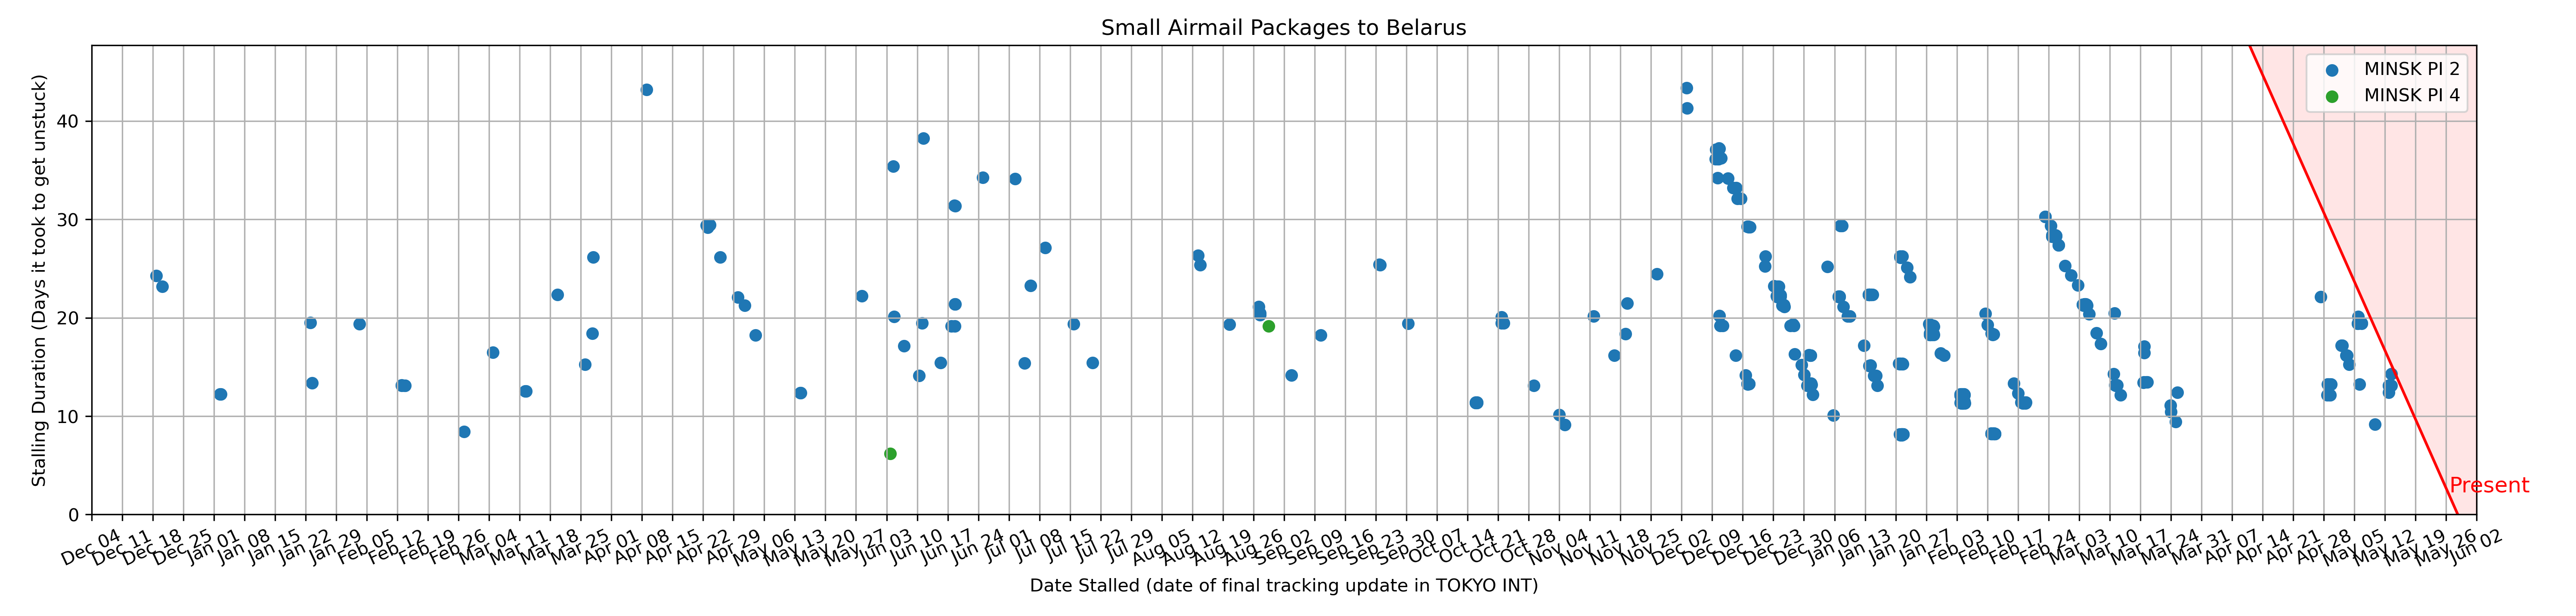 Small Airmail Packages to Belarus
MINSK PI 2
MINSK PI 4
Stalling Duration (Days it took to get unstuck)
40
30
20
10
0
Present
Dec 04
Dec 11
Dec 18
Dec 25
Jan 01
Jan 08
Jan 15
Jan 22
Jan 29
Feb 05
Feb 12
Feb 19
Feb 26
Mar 04
Mar 11
Mar 18
Mar 25
Apr 01
Apr 08
Apr 15
Apr 22
Apr 29
May 06
May 13
May 20
May 27
Jun 03
Jun 10
Jun 17
Jun 24
Jul 01
Jul 08
Jul 15
Jul 22
Jul 29
Aug 05
Aug 12
Aug 19
Aug 26
Sep 02
Sep 09
Sep 16
Sep 23
Sep 30
Oct 07
Oct 14
Oct 21
Oct 28
Nov 04
Nov 11
Nov 18
Nov 25
Dec 02
Dec 09
Dec 16
Dec 23
Dec 30
Jan 06
Jan 13
Jan 20
Jan 27
Feb 03
Feb 10
Feb 17
Feb 24
Mar 03
Mar 10
Mar 17
Mar 24
Mar 31
Apr 07
Apr 14
Apr 21
Apr 28
May 05
May 12
May 19
May 26
Jun 02
Date Stalled (date of final tracking update in TOKYO INT)